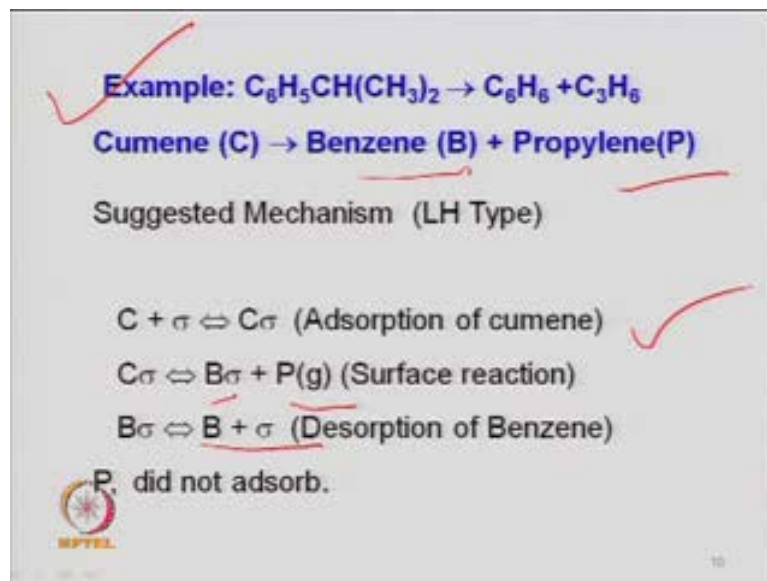 Example: C₆H₅CH(CH₃)₂ → C₆H₆ +C₃H₆
Cumene (C) → Benzene (B) + Propylene(P)
Suggested Mechanism (LH Type)
C + σ ⇔ Cσ (Adsorption of cumene)
Cσ ⇔ Bσ + P(g) (Surface reaction)
Bσ ⇔ B + σ (Desorption of Benzene)
P, did not adsorb.
NPTEL
10